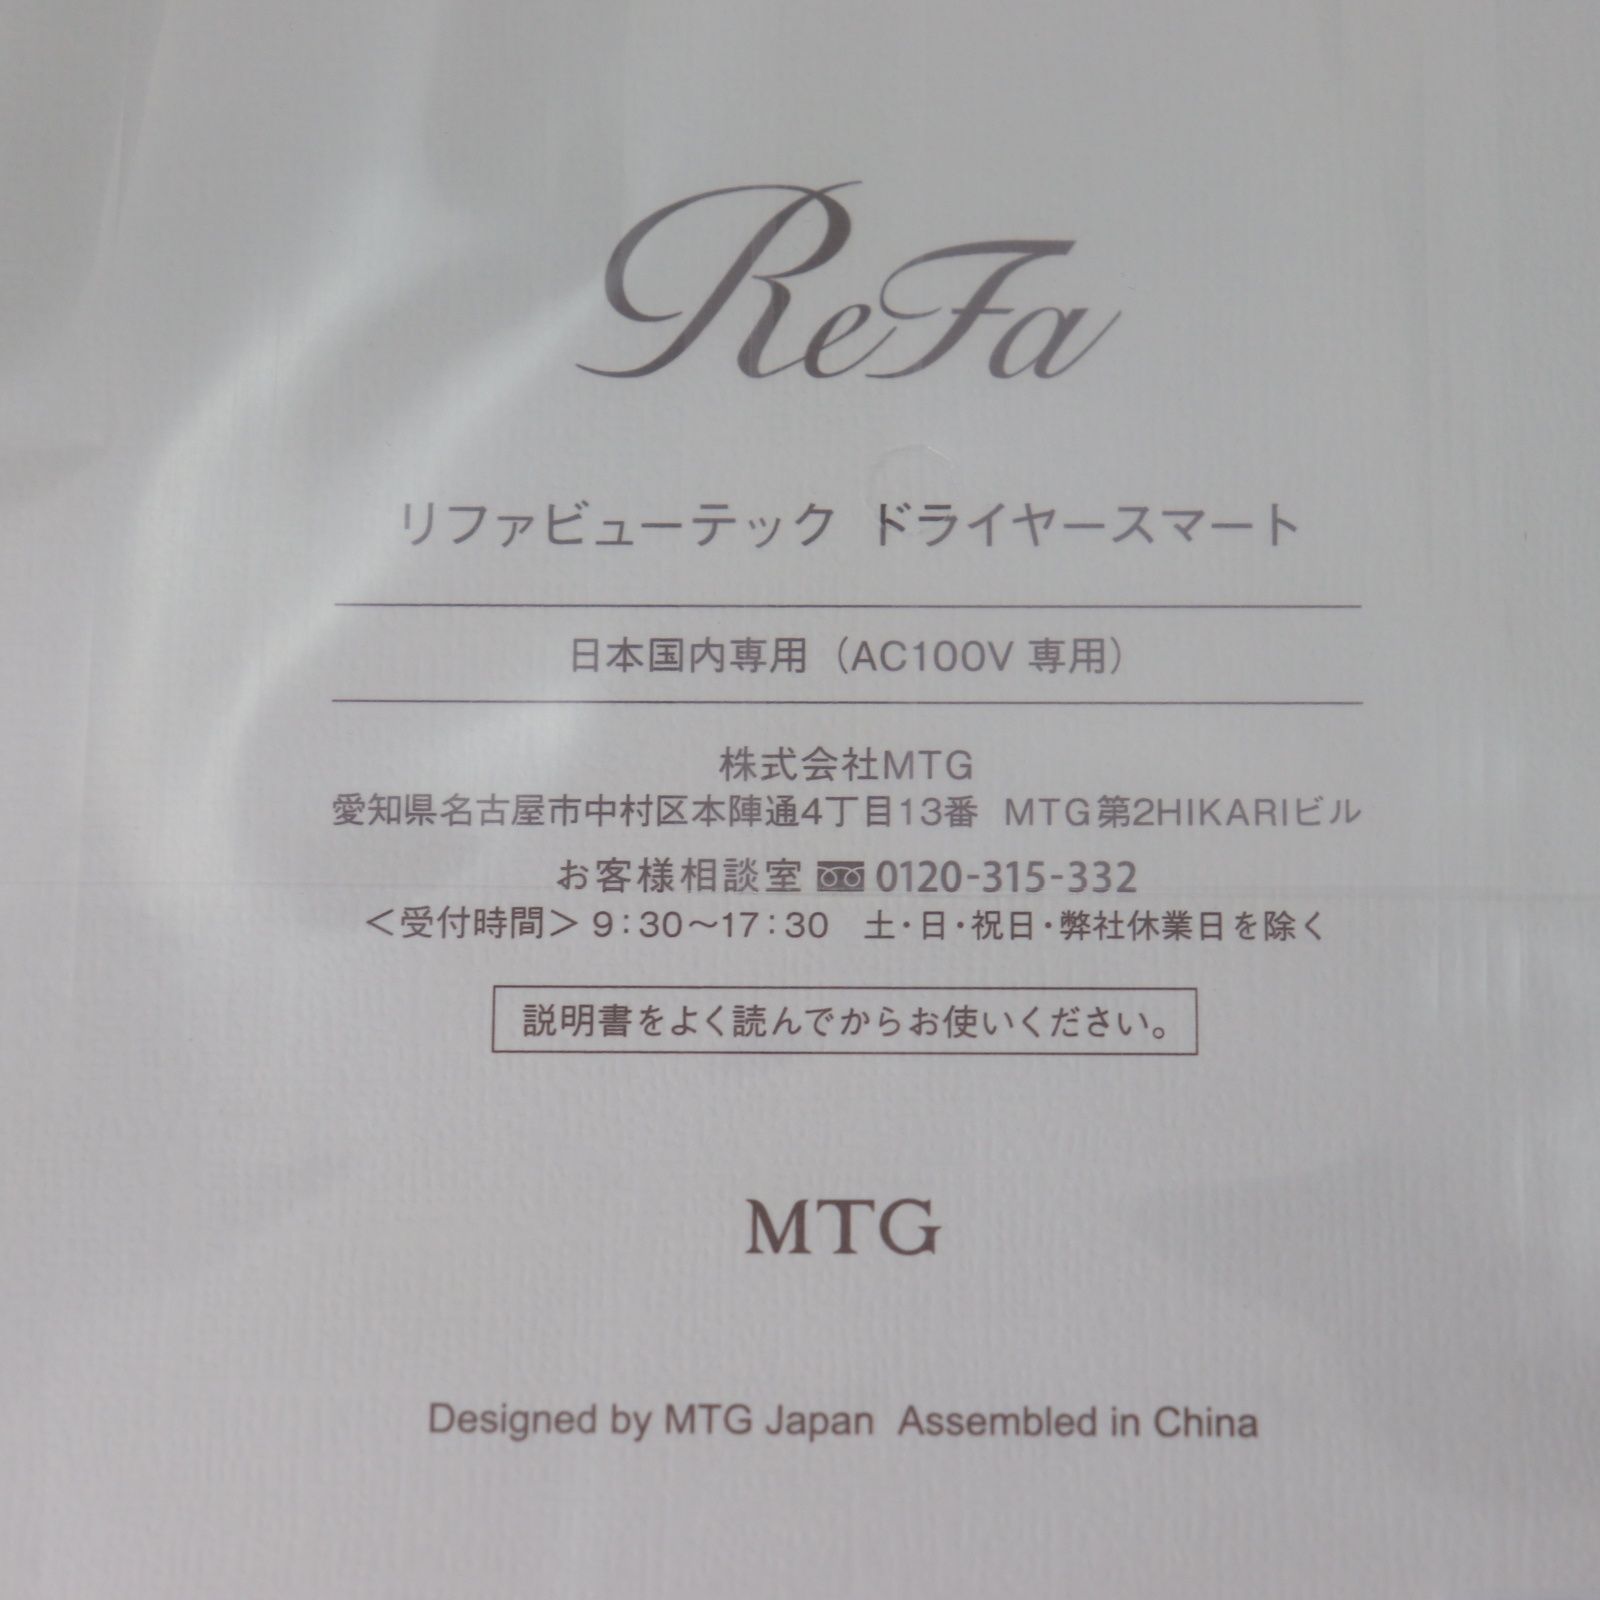 ReFa
リファビューテック ドライヤースマート
日本国内専用（AC100V 専用）
株式会社MTG
愛知県名古屋市中村区本陣通4丁目13番 MTG第2HIKARIビル
お客様相談室 0120-315-332
＜受付時間＞9：30～17：30 土・日・祝日・弊社休業日を除く
説明書をよく読んでからお使いください。
MTG
Designed by MTG Japan Assembled in China